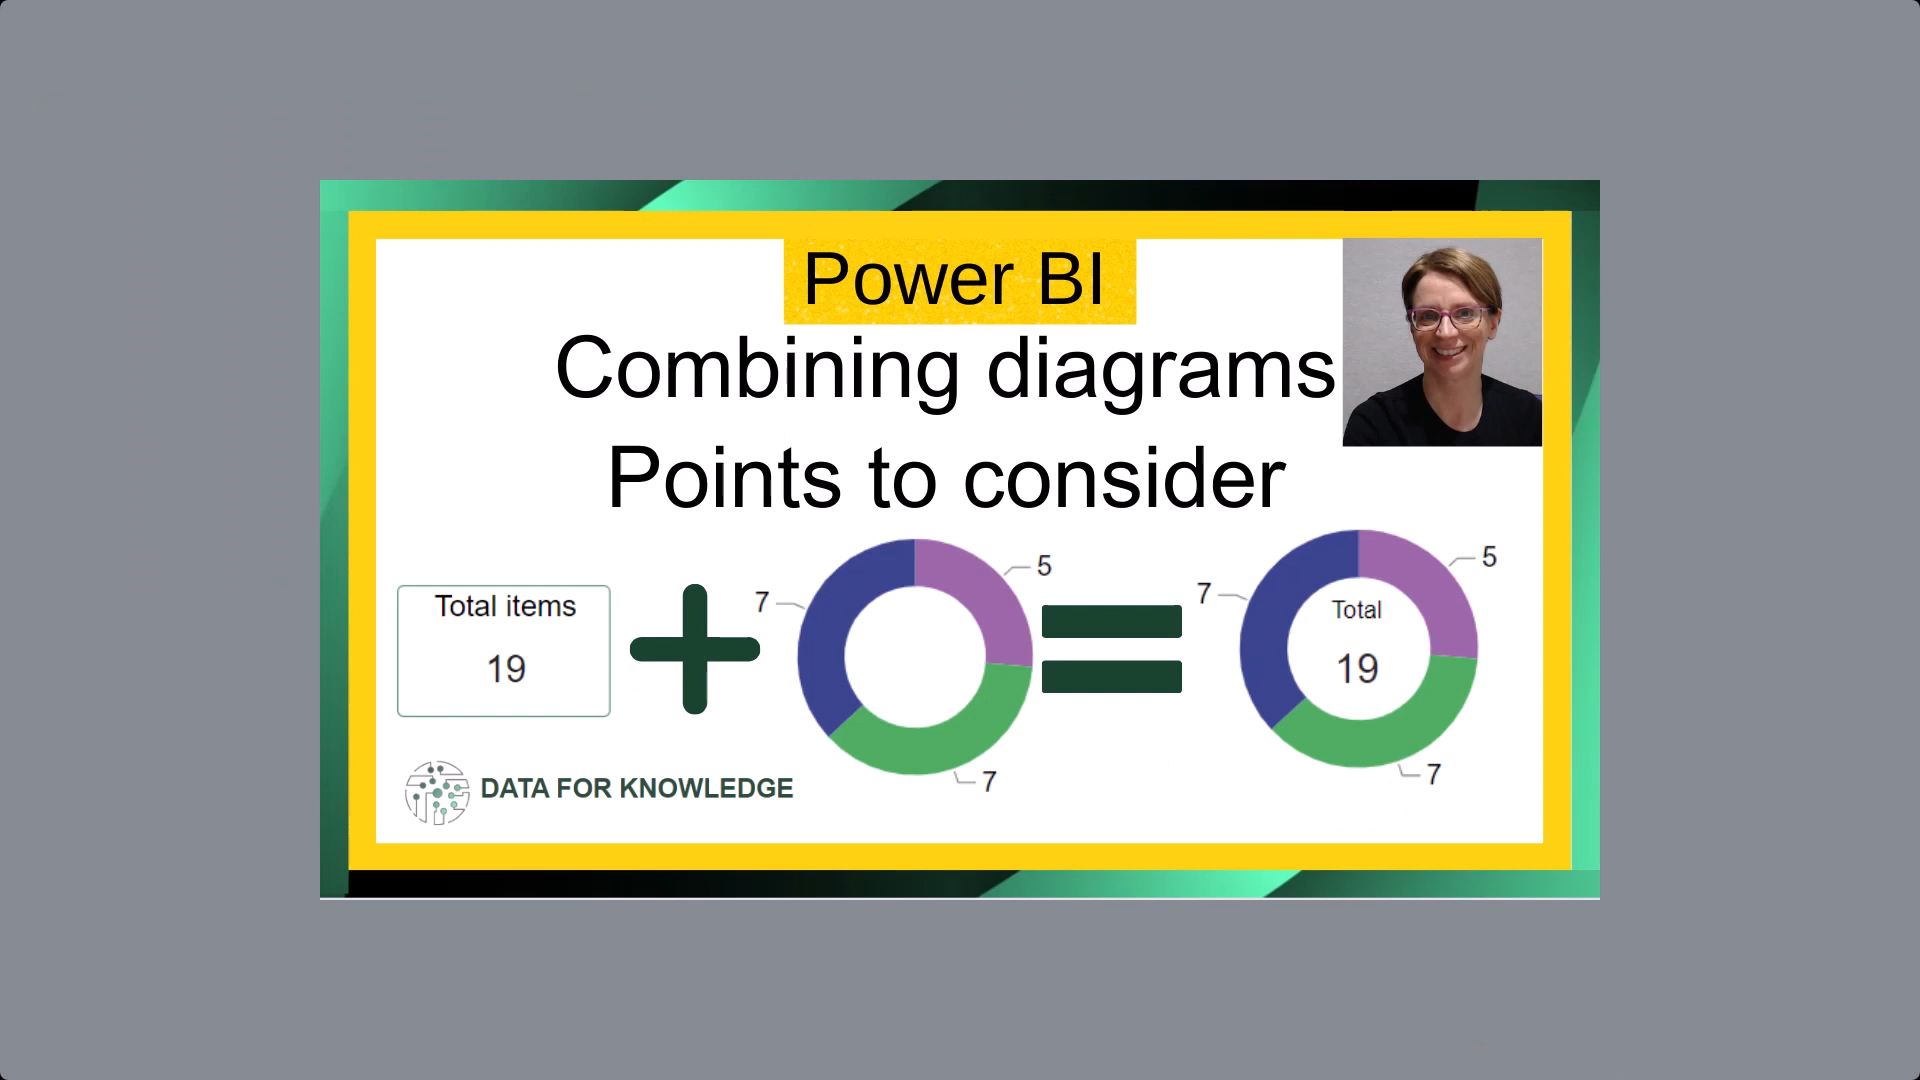 Power BI
Combining diagrams
Points to consider
Total items
19
7
5
7
7
5
Total
19
7
DATA FOR KNOWLEDGE